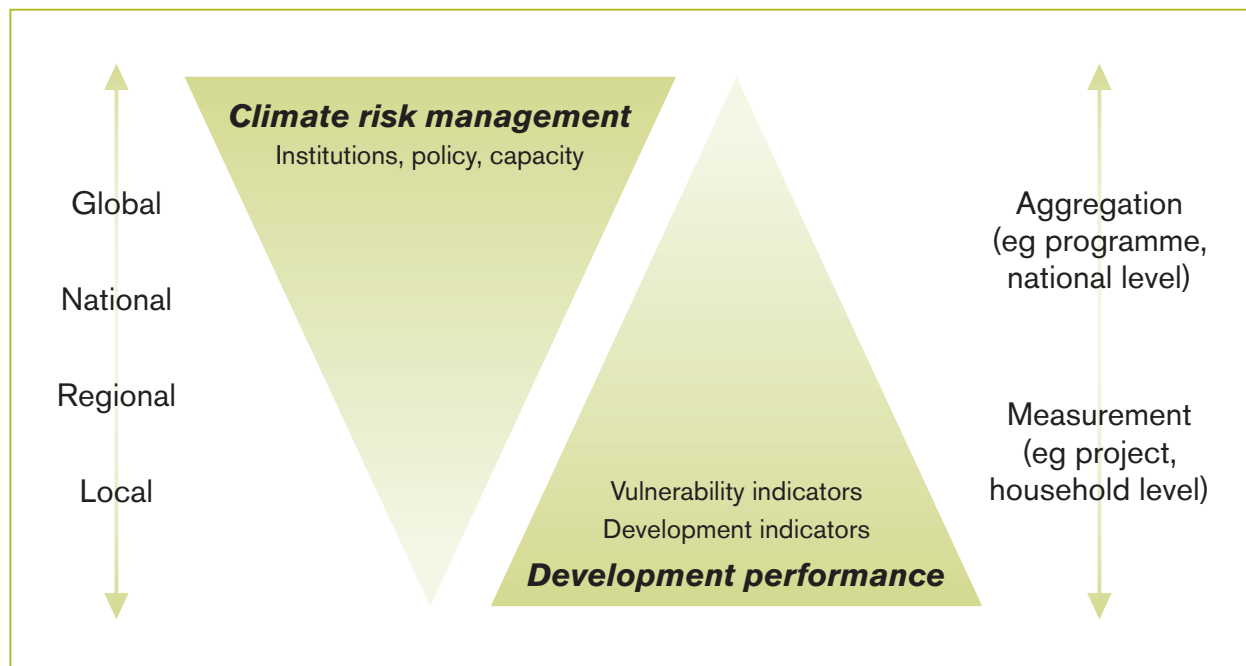 Climate risk management
Institutions, policy, capacity
Global
National
Regional
Local
Aggregation
(eg programme,
national level)
Measurement
(eg project,
household level)
Vulnerability indicators
Development indicators
Development performance